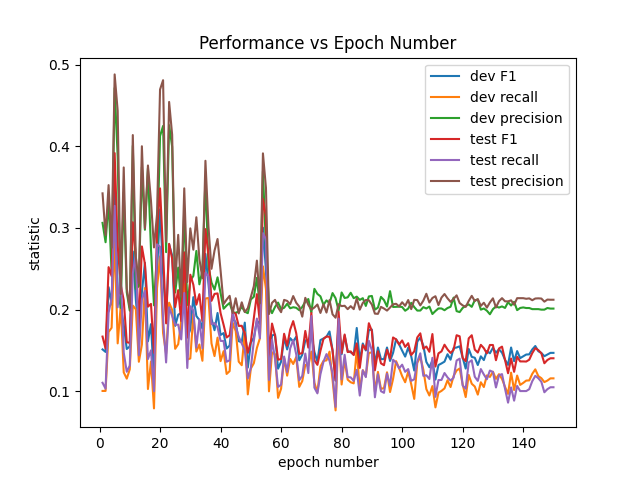 Performance vs Epoch Number
0.5
0.4
0.3
0.2
0.1
statistic
0 20 40 60 80 100 120 140
epoch number
dev F1
dev recall
dev precision
test F1
test recall
test precision